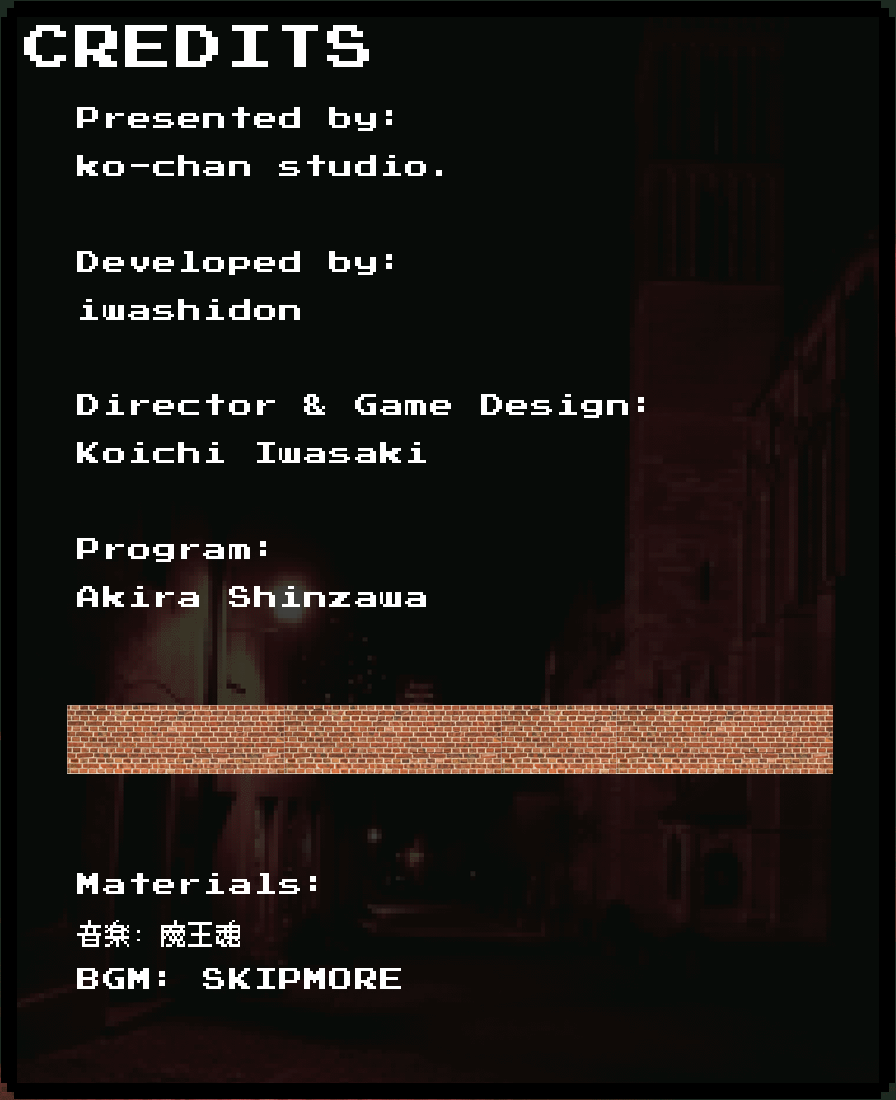 CREDITS
Presented by:
ko-chan studio.
Developed by:
iwashidon
Director & Game Design:
Koichi Iwasaki
Program:
Akira Shinzawa
Materials:
音楽: 魔王魂
BGM: SKIPMORE